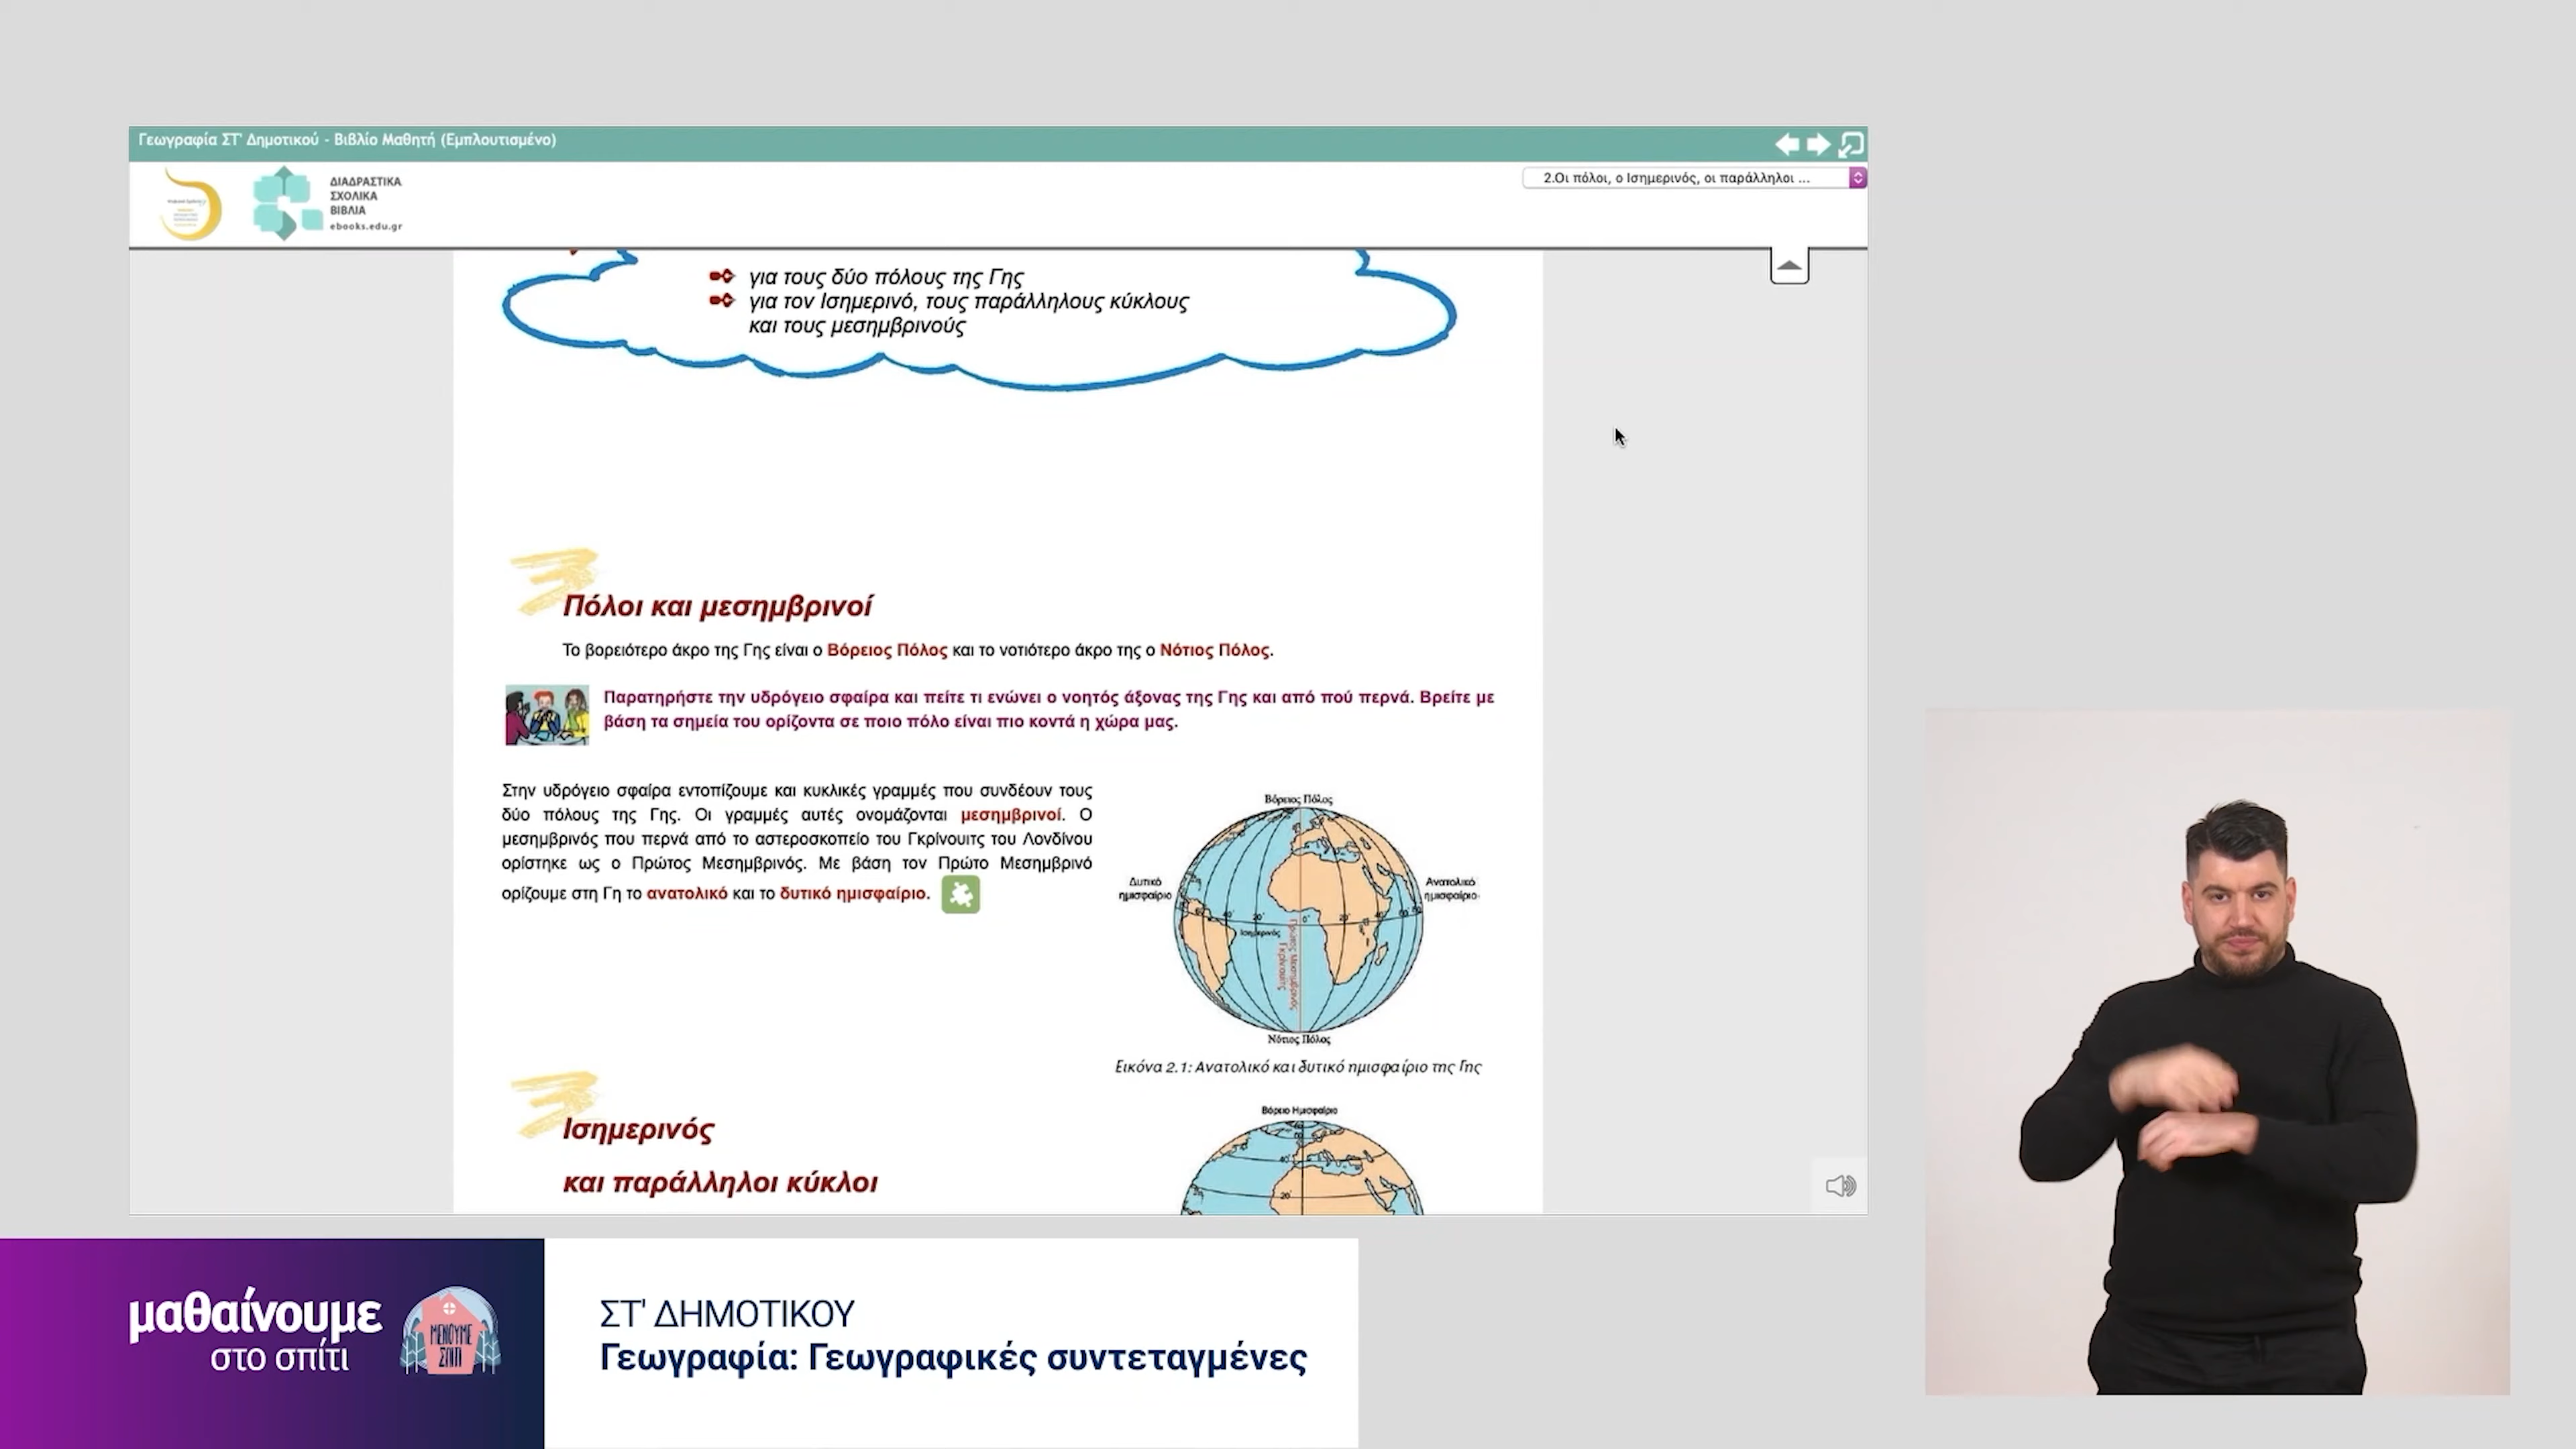 Γεωγραφία ΣΤ' Δημοτικού - Βιβλίο Μαθητή (Εμπλουτισμένο)
ΔΙΑΔΡΑΣΤΙΚΑ
ΣΧΟΛΙΚΑ
ΒΙΒΛΙΑ
ebooks.edu.gr
2.Οι πόλοι, ο Ισημερινός, οι παράλληλοι ...
για τους δύο πόλους της Γης
για τον Ισημερινό, τους παράλληλους κύκλους
και τους μεσημβρινούς
Πόλοι και μεσημβρινοί
Το βορειότερο άκρο της Γης είναι ο Βόρειος Πόλος και το νοτιότερο άκρο της ο Νότιος Πόλος.
Παρατηρήστε την υδρόγειο σφαίρα και πείτε τι ενώνει ο νοητός άξονας της Γης και από πού περνά. Βρείτε με
βάση τα σημεία του ορίζοντα σε ποιο πόλο είναι πιο κοντά η χώρα μας.
Στην υδρόγειο σφαίρα εντοπίζουμε και κυκλικές γραμμές που συνδέουν τους
δύο πόλους της Γης. Οι γραμμές αυτές ονομάζονται μεσημβρινοί. Ο
μεσημβρινός που περνά από το αστεροσκοπείο του Γκρίνουιτς του Λονδίνου
ορίστηκε ως ο Πρώτος Μεσημβρινός. Με βάση τον Πρώτο Μεσημβρινό
ορίζουμε στη Γη το ανατολικό και το δυτικό ημισφαίριο.
Βόρειος Πόλος
Δυτικό
ημισφαίριο
Ανατολικό
ημισφαίριο
20°
0°
20°
Ισημερινός
Νότιος Πόλος
Εικόνα 2.1: Ανατολικό και δυτικό ημισφαίριο της Γης
Ισημερινός
και παράλληλοι κύκλοι
Βόρειο Ημισφαίριο
40°
20°
μαθαίνουμε
στο σπίτι
ΜΕΝΟΥΜΕ
ΣΠΙΤΙ
ΣΤ' ΔΗΜΟΤΙΚΟΥ
Γεωγραφία: Γεωγραφικές συντεταγμένες